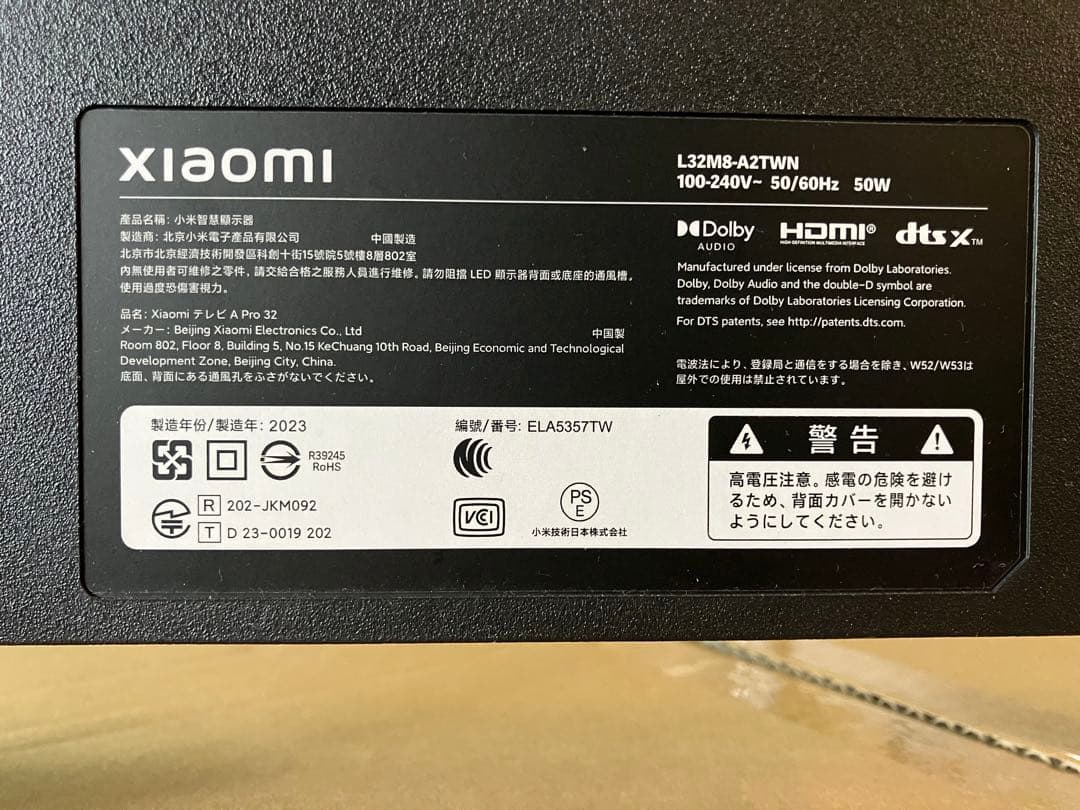 xiaomi
L32M8-A2TWN
100-240V~ 50/60Hz 50W
產品名稱: 小米智慧顯示器
製造商: 北京小米電子產品有限公司 中國製造
北京市北京經濟技術開發區科創十街15號院5號樓8層802室
內無使用者可維修之零件，請交給合格之服務人員進行維修。請勿阻擋 LED 顯示器背面或底座的通風槽。
使用過度恐傷害視力。
品名: Xiaomi テレビ A Pro 32
メーカー: Beijing Xiaomi Electronics Co., Ltd 中国製
Room 802, Floor 8, Building 5, No.15 KeChuang 10th Road, Beijing Economic and Technological
Development Zone, Beijing City, China.
底面、背面にある通風孔をふさがないでください。
Dolby
AUDIO
HDMI®
HIGH-DEFINITION MULTIMEDIA INTERFACE
dts X™
Manufactured under license from Dolby Laboratories.
Dolby, Dolby Audio and the double-D symbol are
trademarks of Dolby Laboratories Licensing Corporation.
For DTS patents, see http://patents.dts.com.
電波法により、登録局と通信をする場合を除き、W52/W53は
屋外での使用は禁止されています。
製造年份/製造年: 2023
R39245
RoHS
R 202-JKM092
T D 23-0019 202
編號/番号: ELA5357TW
VCCI
PS
E
小米技術日本株式会社
警告
高電圧注意。感電の危険を避け
るため、背面カバーを開かない
ようにしてください。